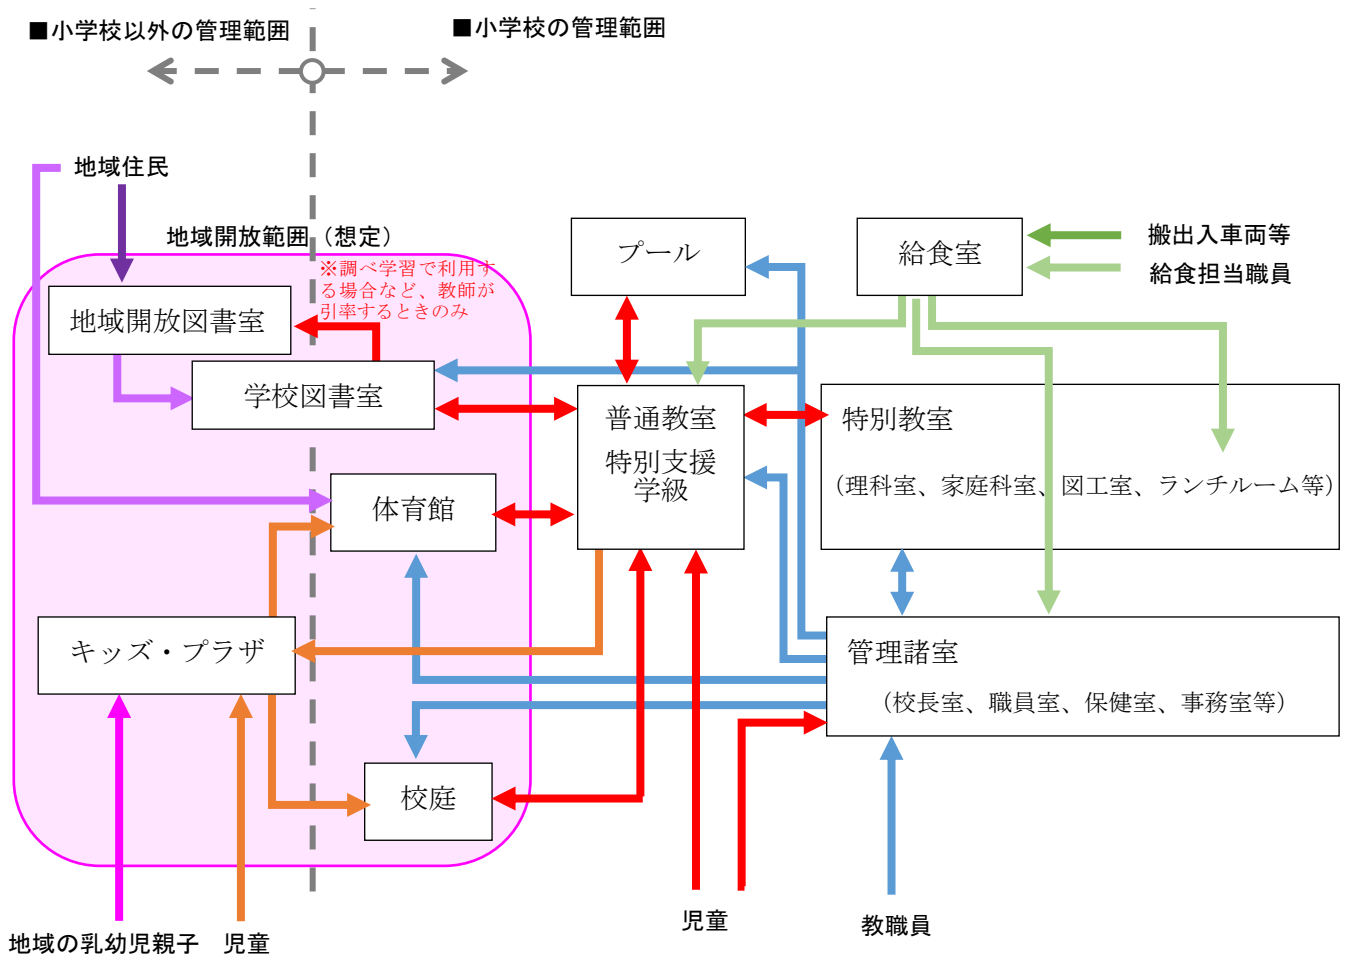 ■小学校以外の管理範囲
■小学校の管理範囲
地域住民
地域開放範囲（想定）
※調べ学習で利用す
る場合など、教師が
引率するときのみ
プール
給食室
搬出入車両等
給食担当職員
地域開放図書室
学校図書室
普通教室
特別支援
学級
特別教室
（理科室、家庭科室、図工室、ランチルーム等）
体育館
キッズ・プラザ
管理諸室
（校長室、職員室、保健室、事務室等）
校庭
児童
教職員
地域の乳幼児親子
児童